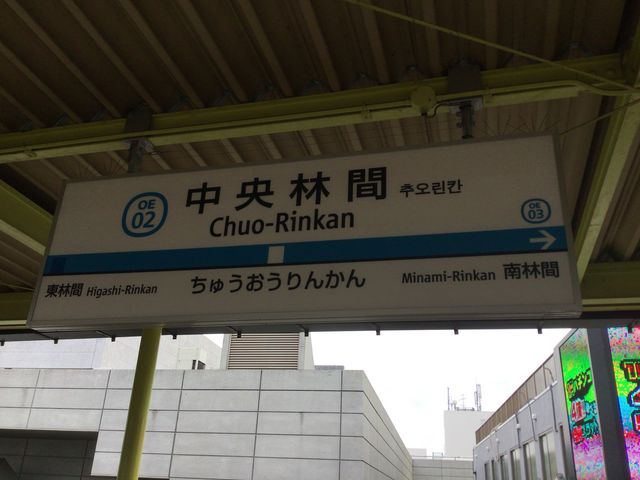 OE
02
中央林間 추오린칸
Chuo-Rinkan
OE
03
東林間 Higashi-Rinkan
ちゅうおうりんかん
Minami-Rinkan 南林間